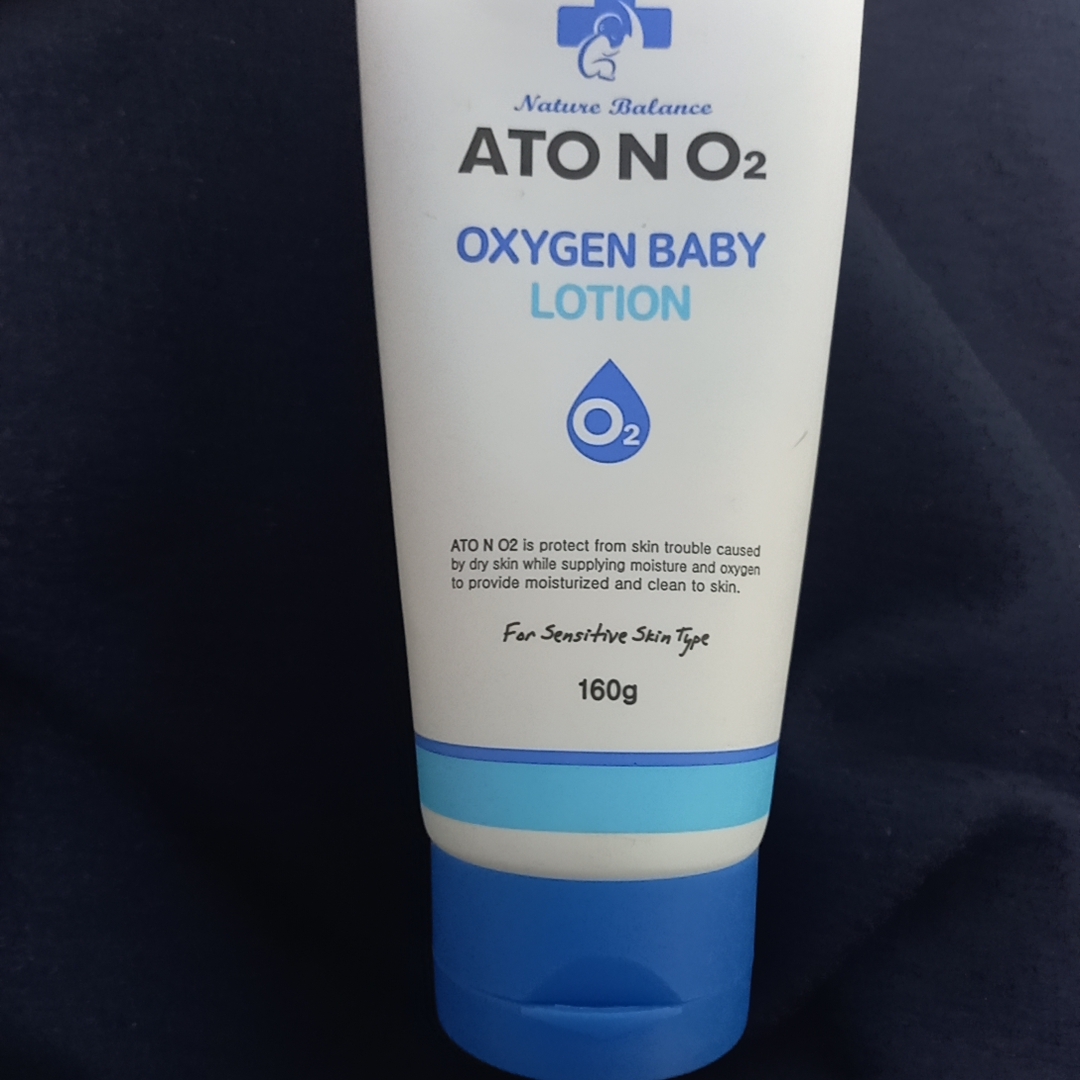 Nature Balance
ATO N O2
OXYGEN BABY
LOTION
O2
ATO N O2 is protect from skin trouble caused
by dry skin while supplying moisture and oxygen
to provide moisturized and clean to skin.
For Sensitive Skin Type
160g